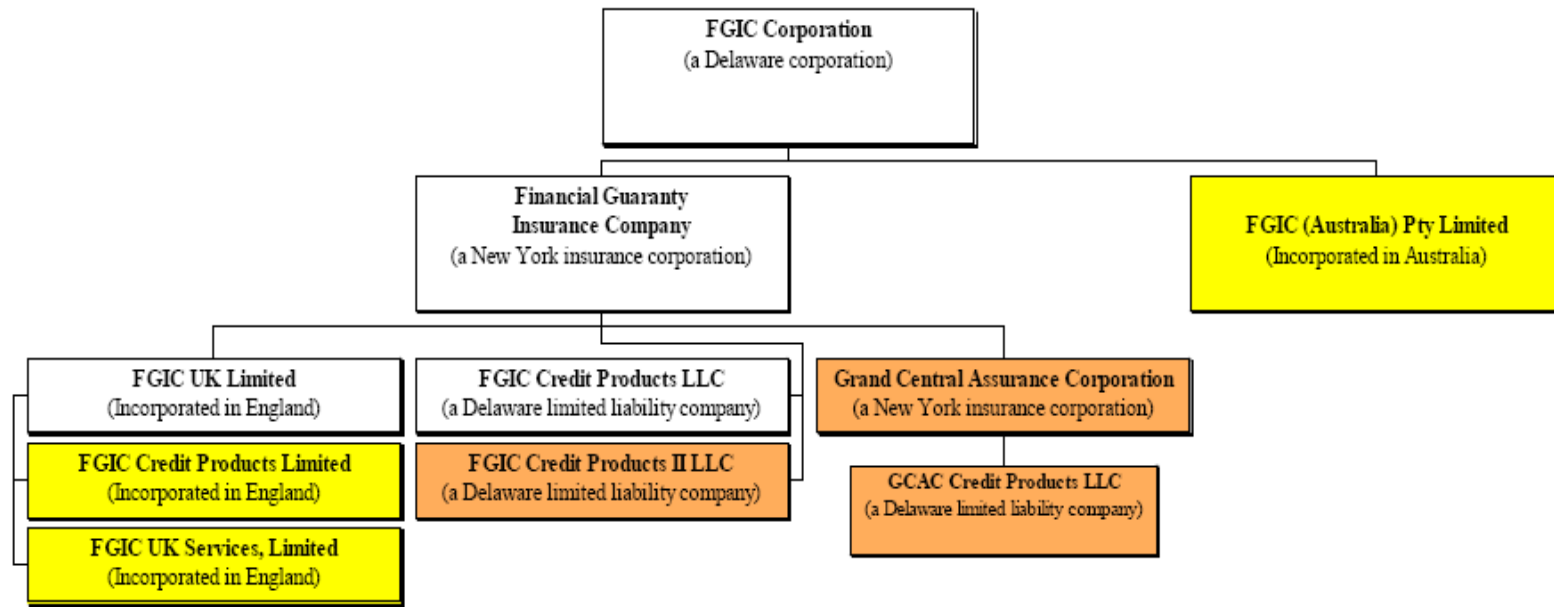 FGIC Corporation
(a Delaware corporation)
Financial Guaranty
Insurance Company
(a New York insurance corporation)
FGIC (Australia) Pty Limited
(Incorporated in Australia)
FGIC UK Limited
(Incorporated in England)
FGIC Credit Products LLC
(a Delaware limited liability company)
Grand Central Assurance Corporation
(a New York insurance corporation)
FGIC Credit Products Limited
(Incorporated in England)
FGIC Credit Products II LLC
(a Delaware limited liability company)
GCAC Credit Products LLC
(a Delaware limited liability company)
FGIC UK Services, Limited
(Incorporated in England)